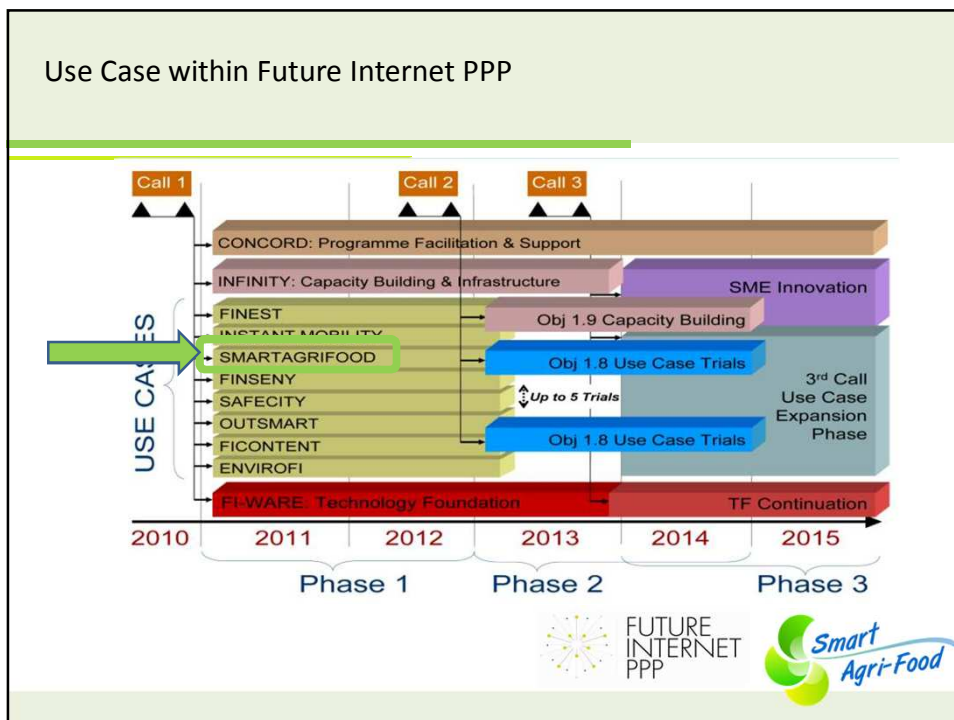 Use Case within Future Internet PPP
Call 1
Call 2
Call 3
CONCORD: Programme Facilitation & Support
INFINITY: Capacity Building & Infrastructure
SME Innovation
USE CASES
FINEST
Obj 1.9 Capacity Building
INSTANT MOBILITY
SMARTAGRIFOOD
Obj 1.8 Use Case Trials
FINSENY
SAFECITY
Up to 5 Trials
3rd Call
Use Case
Expansion
Phase
OUTSMART
FICONTENT
Obj 1.8 Use Case Trials
ENVIROFI
FI-WARE: Technology Foundation
TF Continuation
2010 2011 2012 2013 2014 2015
Phase 1 Phase 2 Phase 3
FUTURE
INTERNET
PPP
Smart
Agri-Food